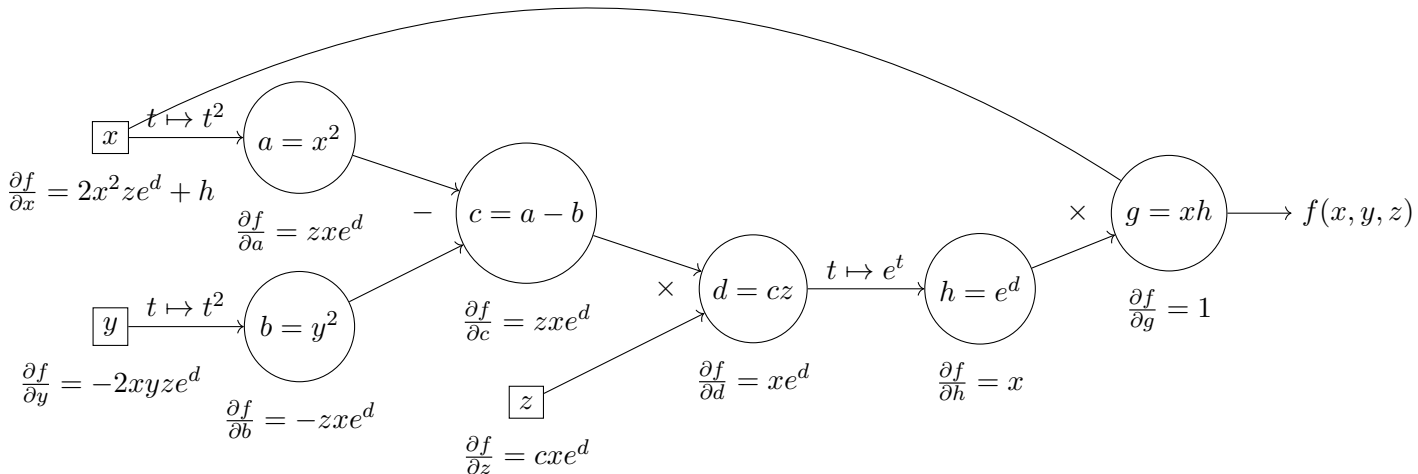 x
t ↦ t²
a = x²
∂f/∂x = 2x²ze^d + h
∂f/∂a = zxe^d
y
t ↦ t²
b = y²
∂f/∂y = −2xyze^d
∂f/∂b = −zxe^d
−
c = a − b
∂f/∂c = zxe^d
z
∂f/∂z = cxe^d
×
d = cz
∂f/∂d = xe^d
t ↦ e^t
h = e^d
∂f/∂h = x
×
g = xh
∂f/∂g = 1
f(x, y, z)